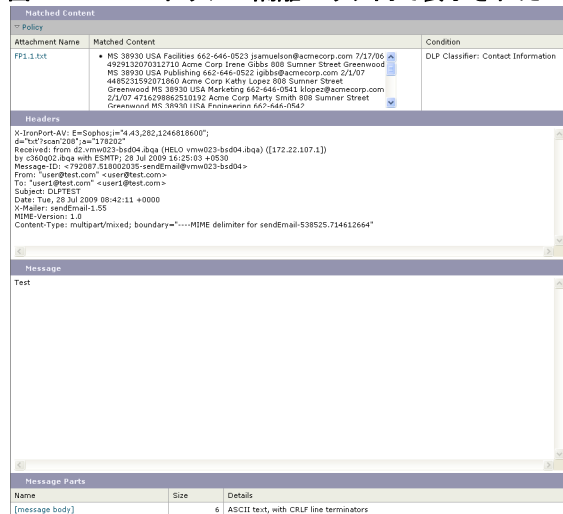 Matched Content
Policy
Attachment Name Matched Content Condition
FP1.1.txt
• MS 38930 USA Facilities 662-646-0523 jsamuelson@acmecorp.com 7/17/06
4929132070312710 Acme Corp Irene Gibbs 808 Sumner Street Greenwood
MS 38930 USA Publishing 662-646-0522 igibbs@acmecorp.com 2/1/07
4485231592071860 Acme Corp Kathy Lopez 808 Sumner Street
Greenwood MS 38930 USA Marketing 662-646-0541 klopez@acmecorp.com
2/1/07 4716298862510192 Acme Corp Marty Smith 808 Sumner Street
Greenwood MS 38930 USA Engineering 662-646-0542
DLP Classifier: Contact Information
Headers
X-IronPort-AV: E=Sophos;i="4.43,282,1246818600";
d="txt'?scan'208";a="178202"
Received: from d2.vmw023-bsd04.ibqa (HELO vmw023-bsd04.ibqa) ([172.22.107.1])
by c360q02.ibqa with ESMTP; 28 Jul 2009 16:25:03 +0530
Message-ID: <792087.518002035-sendEmail@vmw023-bsd04>
From: "user@test.com" <user@test.com>
To: "user1@test.com" <user1@test.com>
Subject: DLPTEST
Date: Tue, 28 Jul 2009 08:42:11 +0000
X-Mailer: sendEmail-1.55
MIME-Version: 1.0
Content-Type: multipart/mixed; boundary="----MIME delimiter for sendEmail-538525.714612664"
Message
Test
Message Parts
Name Size Details
[message body] 6 ASCII text, with CRLF line terminators